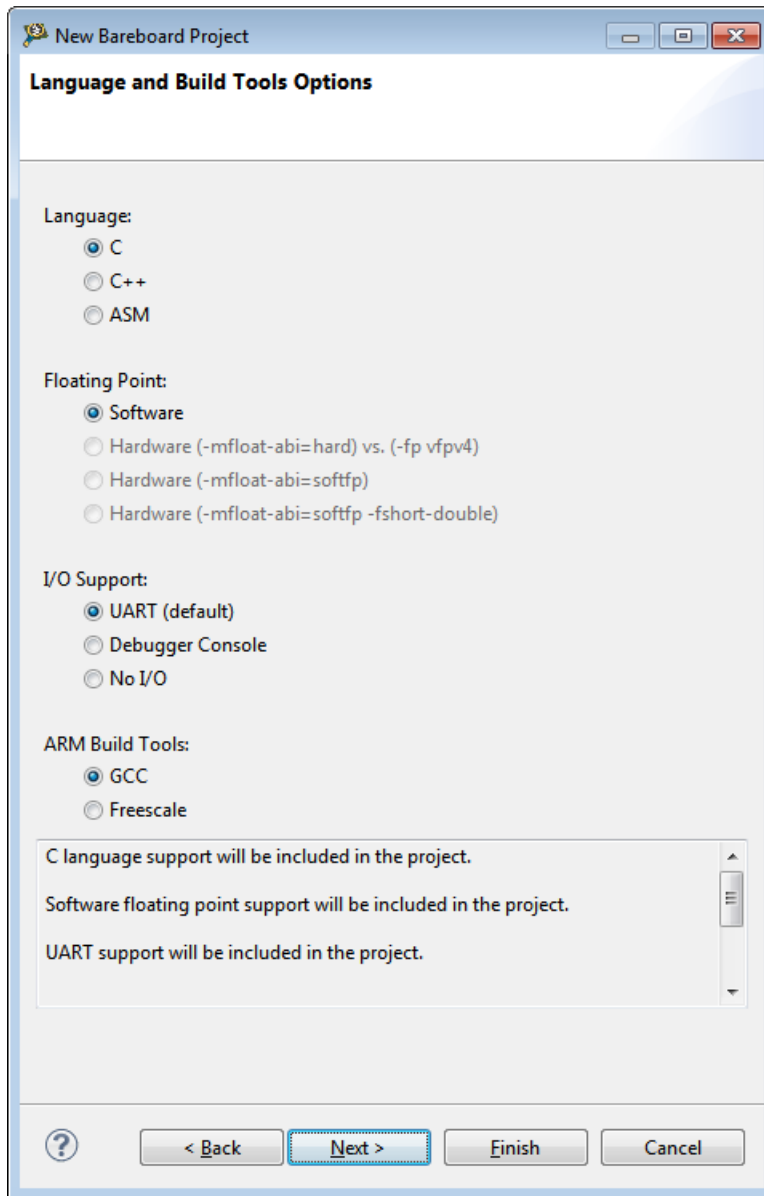 New Bareboard Project
Language and Build Tools Options
Language:
C
C++
ASM
Floating Point:
Software
Hardware (-mfloat-abi=hard) vs. (-fp vfpv4)
Hardware (-mfloat-abi=softfp)
Hardware (-mfloat-abi=softfp -fshort-double)
I/O Support:
UART (default)
Debugger Console
No I/O
ARM Build Tools:
GCC
Freescale
C language support will be included in the project.
Software floating point support will be included in the project.
UART support will be included in the project.
? < Back Next > Finish Cancel